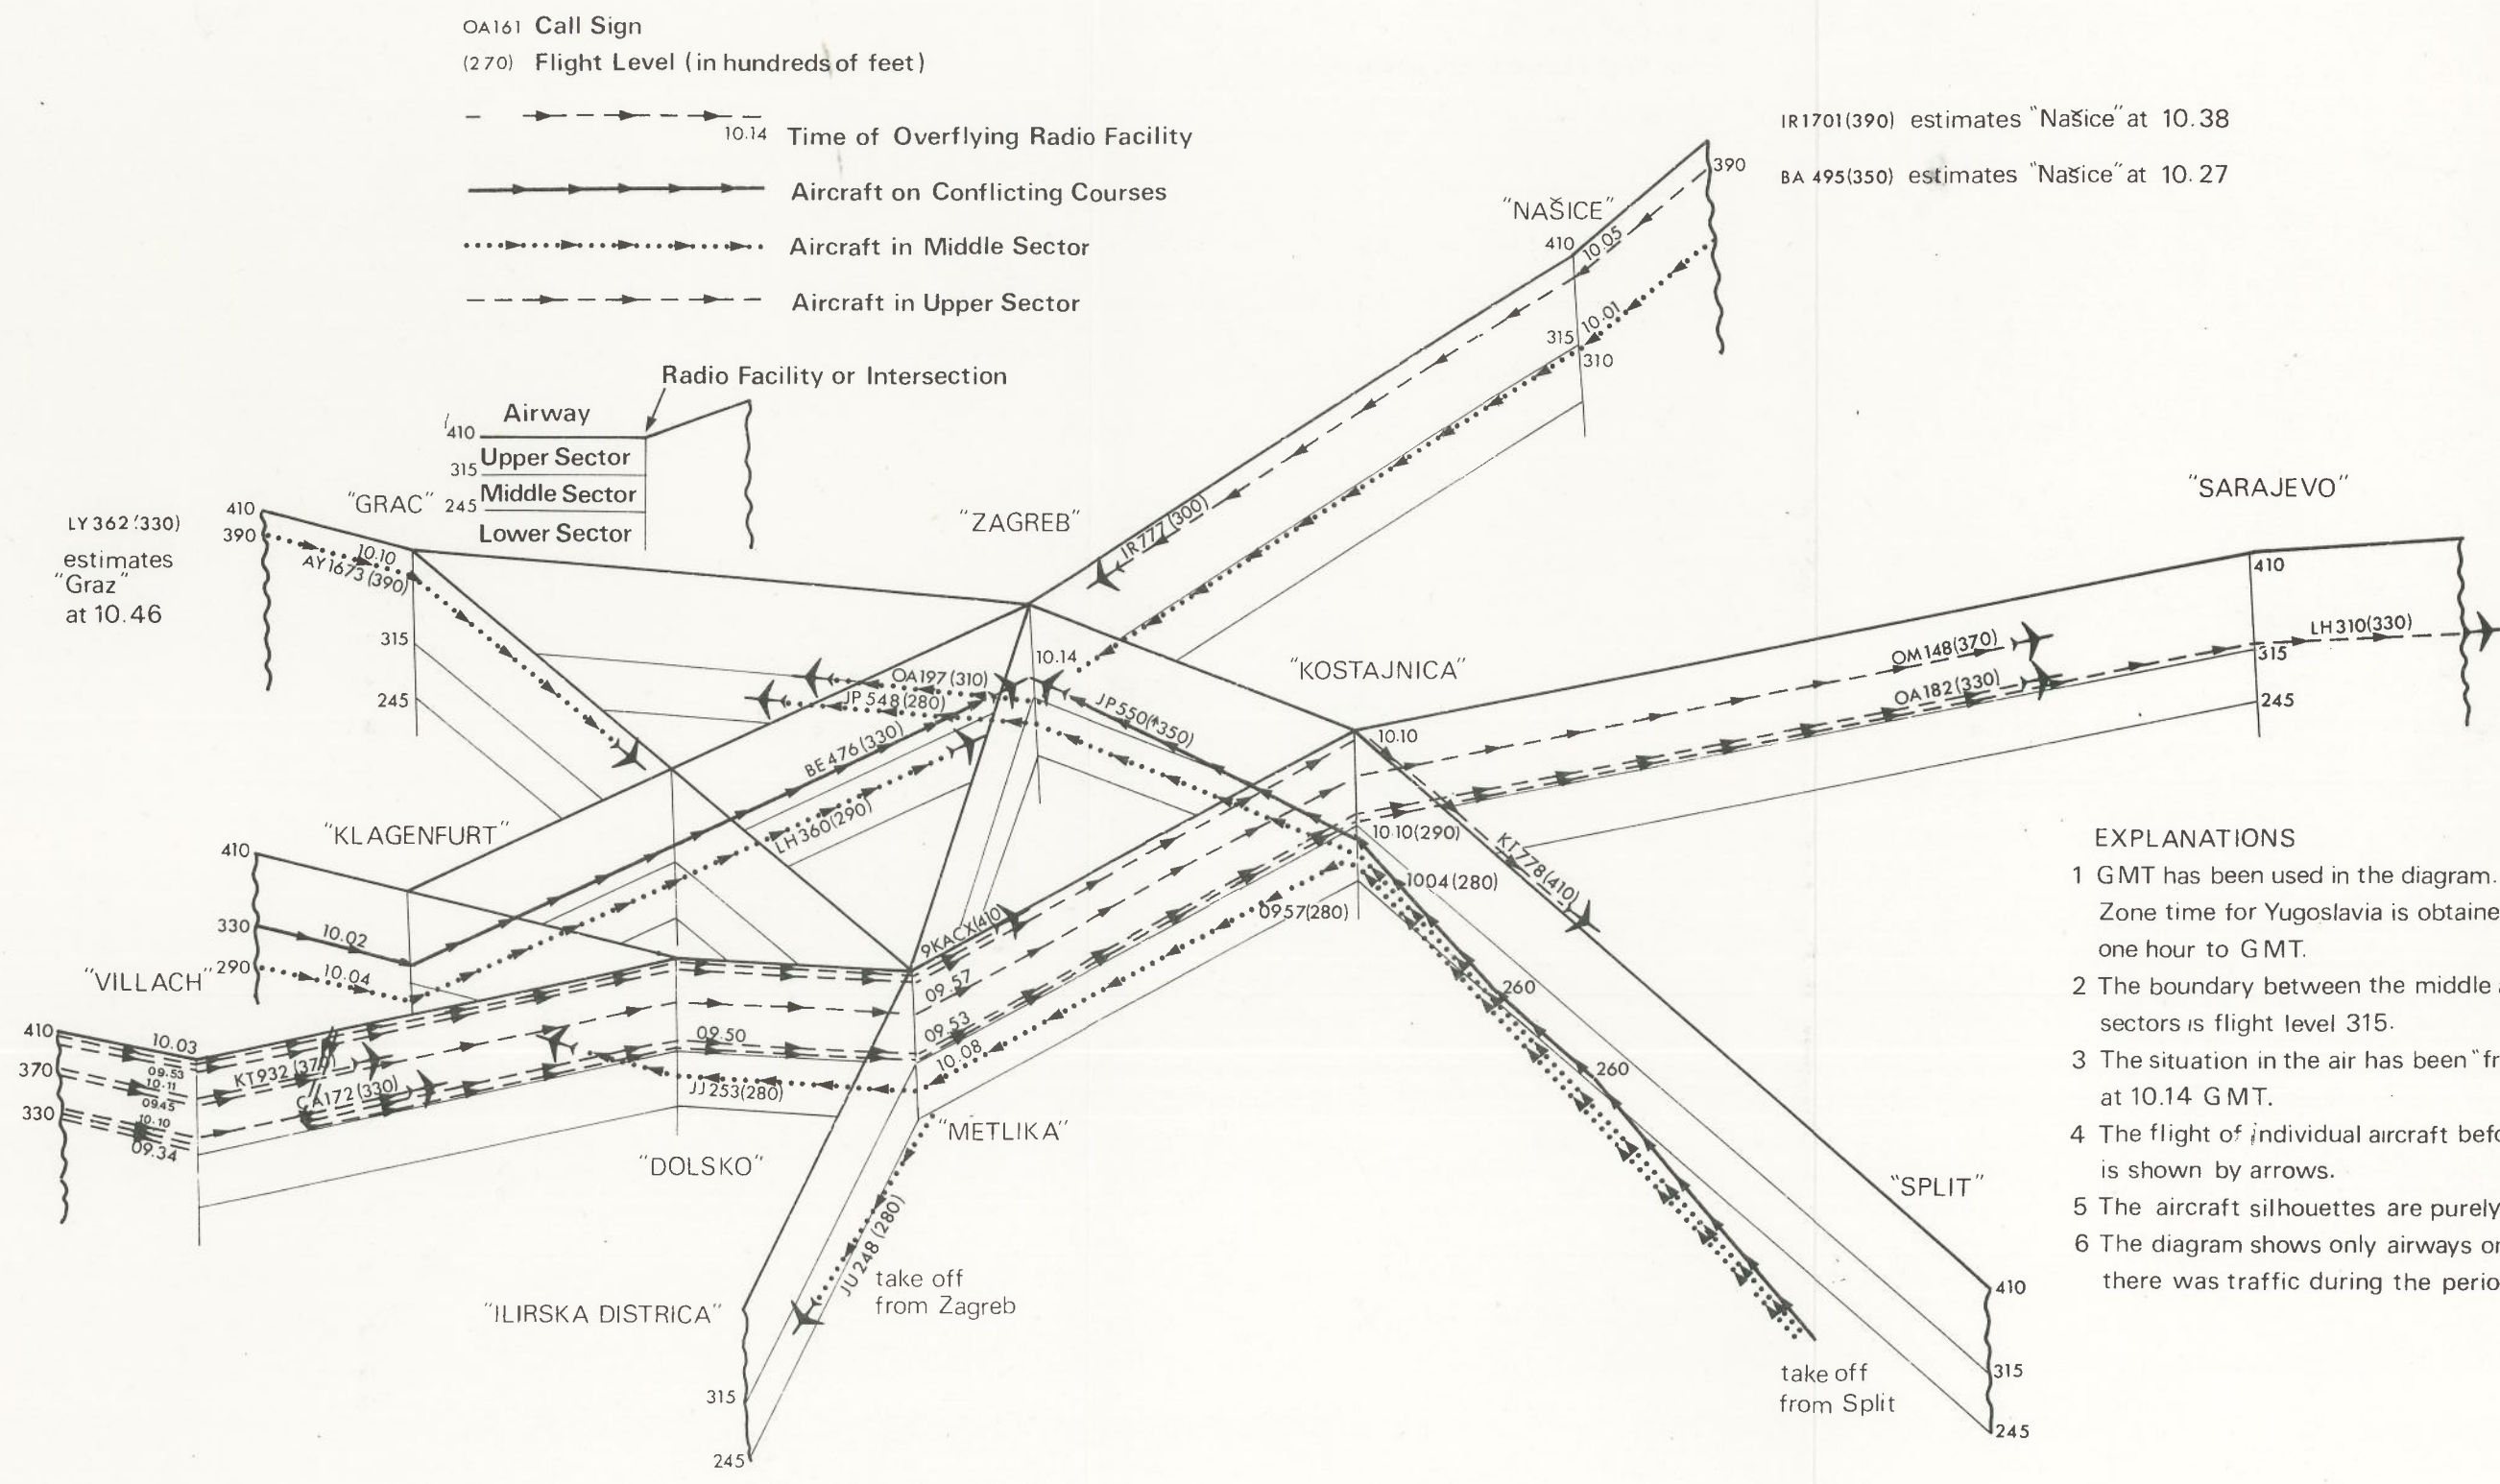 OA161 Call Sign
(270) Flight Level (in hundreds of feet)
10.14 Time of Overflying Radio Facility
Aircraft on Conflicting Courses
Aircraft in Middle Sector
Aircraft in Upper Sector
Radio Facility or Intersection
Airway
410
Upper Sector
315
Middle Sector
245
Lower Sector
IR1701(390) estimates "Našice" at 10.38
BA 495(350) estimates "Našice" at 10.27
"NAŠICE"
390
410
10.05
315
10.01
310
IR777(300)
"SARAJEVO"
410
LH310(330)
315
245
OM148(370)
OA182(330)
"GRAC"
410
390
LY 362(330)
estimates
"Graz"
at 10.46
10.10
AY1673(390)
315
245
"ZAGREB"
10.14
OA197(310)
JP548(280)
JP550(↑350)
BE476(330)
LH360(290)
"KOSTAJNICA"
10.10
10.10(290)
1004(280)
0957(280)
KT778(410)
260
260
"KLAGENFURT"
410
330
10.02
290
10.04
"VILLACH"
410
370
330
10.03
09.53
10.11
09.45
10.10
09.34
KT932(370)
CA172(330)
9KACX(410)
09.57
09.53
10.08
09.50
JJ253(280)
"METLIKA"
"DOLSKO"
JU248(280)
take off
from Zagreb
"ILIRSKA DISTRICA"
315
245
"SPLIT"
410
315
245
take off
from Split
EXPLANATIONS
1 GMT has been used in the diagram.
Zone time for Yugoslavia is obtaine
one hour to GMT.
2 The boundary between the middle
sectors is flight level 315.
3 The situation in the air has been "fr
at 10.14 GMT.
4 The flight of individual aircraft befo
is shown by arrows.
5 The aircraft silhouettes are purely
6 The diagram shows only airways or
there was traffic during the perio